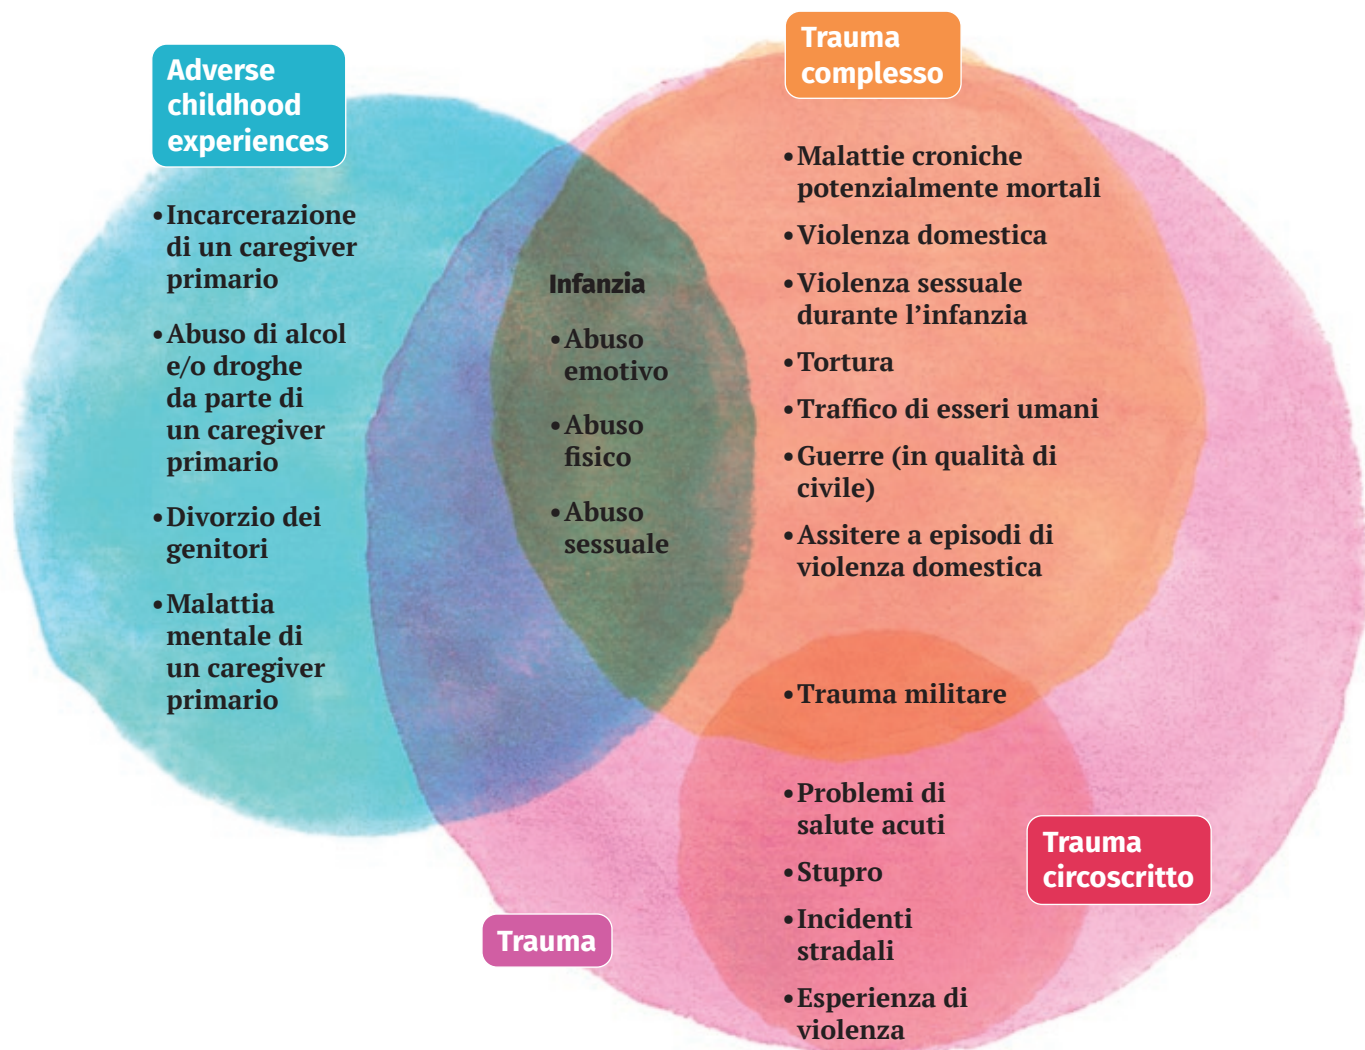 Adverse
childhood
experiences
• Incarcerazione
di un caregiver
primario
• Abuso di alcol
e/o droghe
da parte di
un caregiver
primario
• Divorzio dei
genitori
• Malattia
mentale di
un caregiver
primario
Infanzia
• Abuso
emotivo
• Abuso
fisico
• Abuso
sessuale
Trauma
complesso
• Malattie croniche
potenzialmente mortali
• Violenza domestica
• Violenza sessuale
durante l’infanzia
• Tortura
• Traffico di esseri umani
• Guerre (in qualità di
civile)
• Assitere a episodi di
violenza domestica
• Trauma militare
• Problemi di
salute acuti
• Stupro
• Incidenti
stradali
• Esperienza di
violenza
Trauma
circoscritto
Trauma